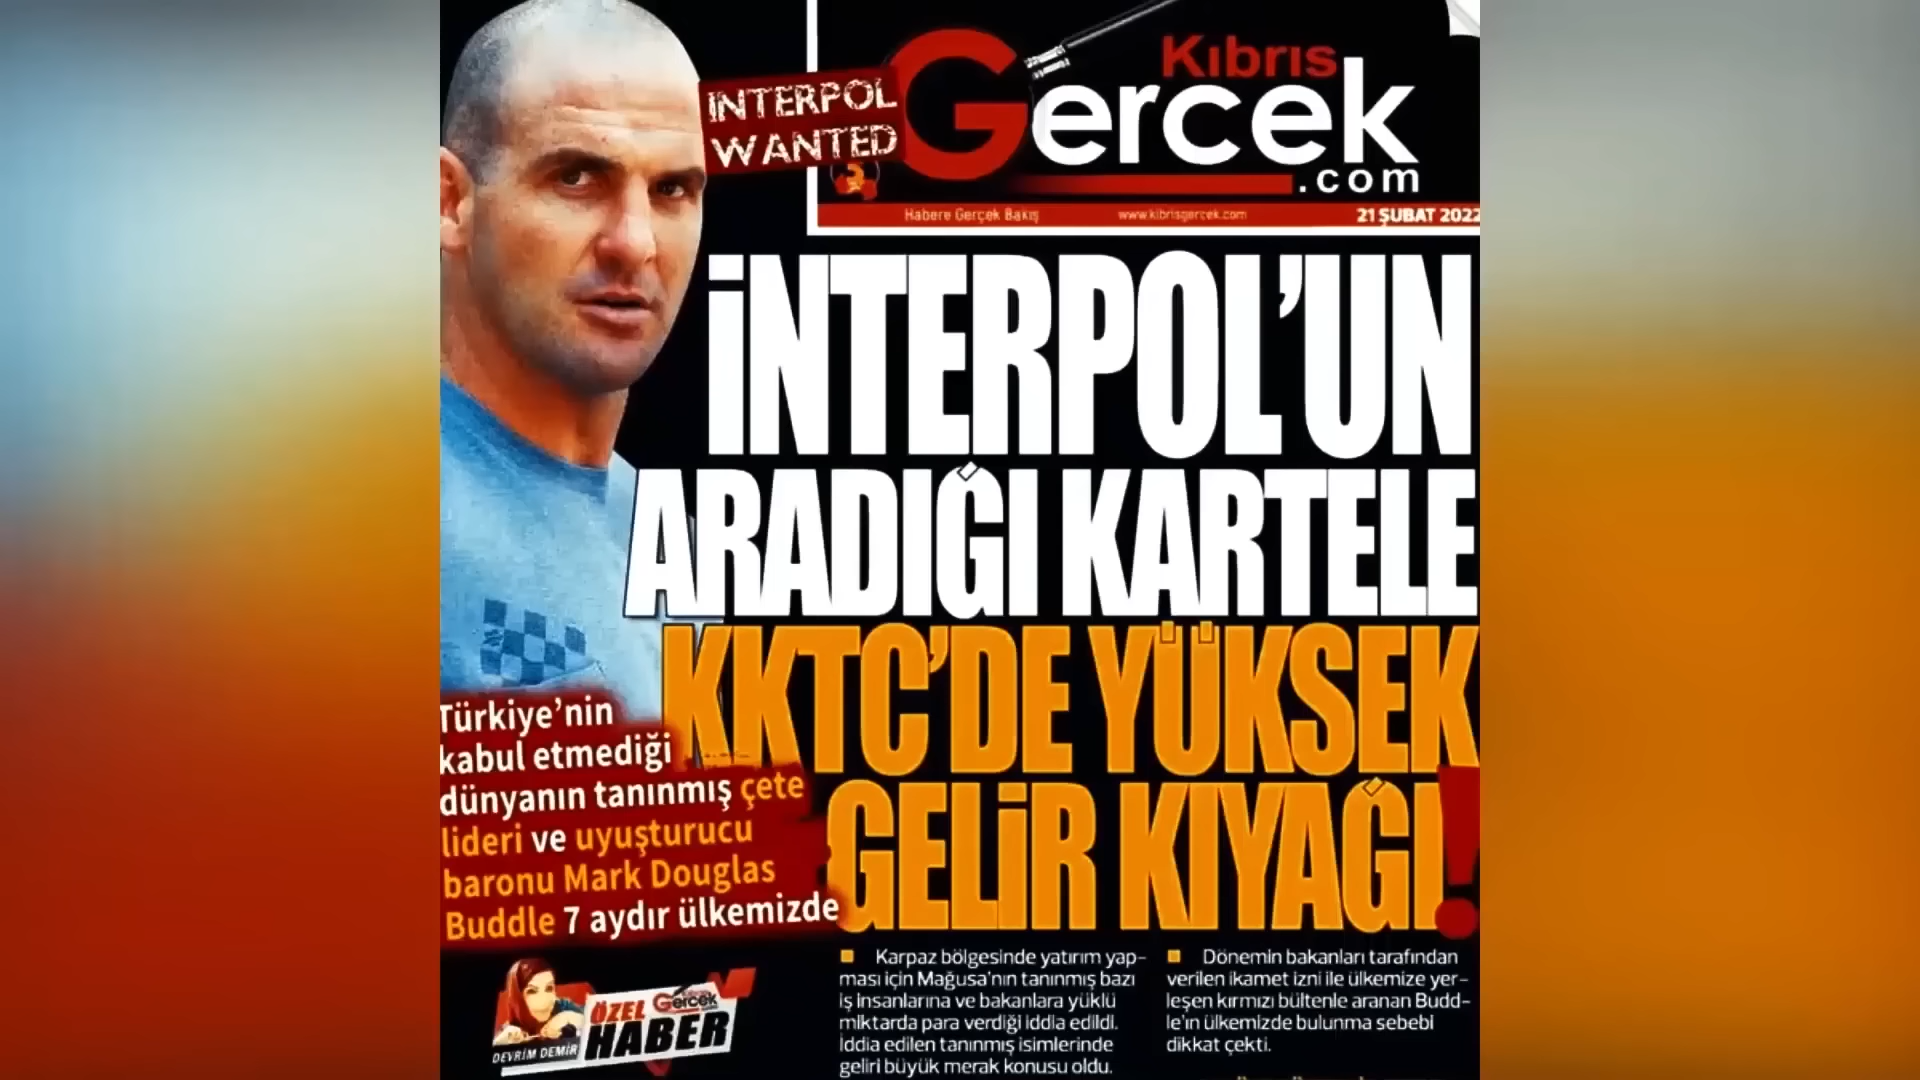 INTERPOL
WANTED
Kıbrıs
Gercek
.com
Habere Gerçek Bakış
www.kibrisgercek.com
21 ŞUBAT 2022
İNTERPOL'UN
ARADIĞI KARTELE
KKTC'DE YÜKSEK
GELİR KIYAĞI!
Türkiye'nin
kabul etmediği
dünyanın tanınmış çete
lideri ve uyuşturucu
baronu Mark Douglas
Buddle 7 aydır ülkemizde
DEVRİM DEMİR
ÖZEL
HABER
Kıbrıs
Gercek
Karpaz bölgesinde yatırım yap-
ması için Mağusa'nın tanınmış bazı
iş insanlarına ve bakanlara yüklü
miktarda para verdiği iddia edildi.
İddia edilen tanınmış isimlerinde
geliri büyük merak konusu oldu.
Dönemin bakanları tarafından
verilen ikamet izni ile ülkemize yer-
leşen kırmızı bültenle aranan Budd-
le'ın ülkemizde bulunma sebebi
dikkat çekti.